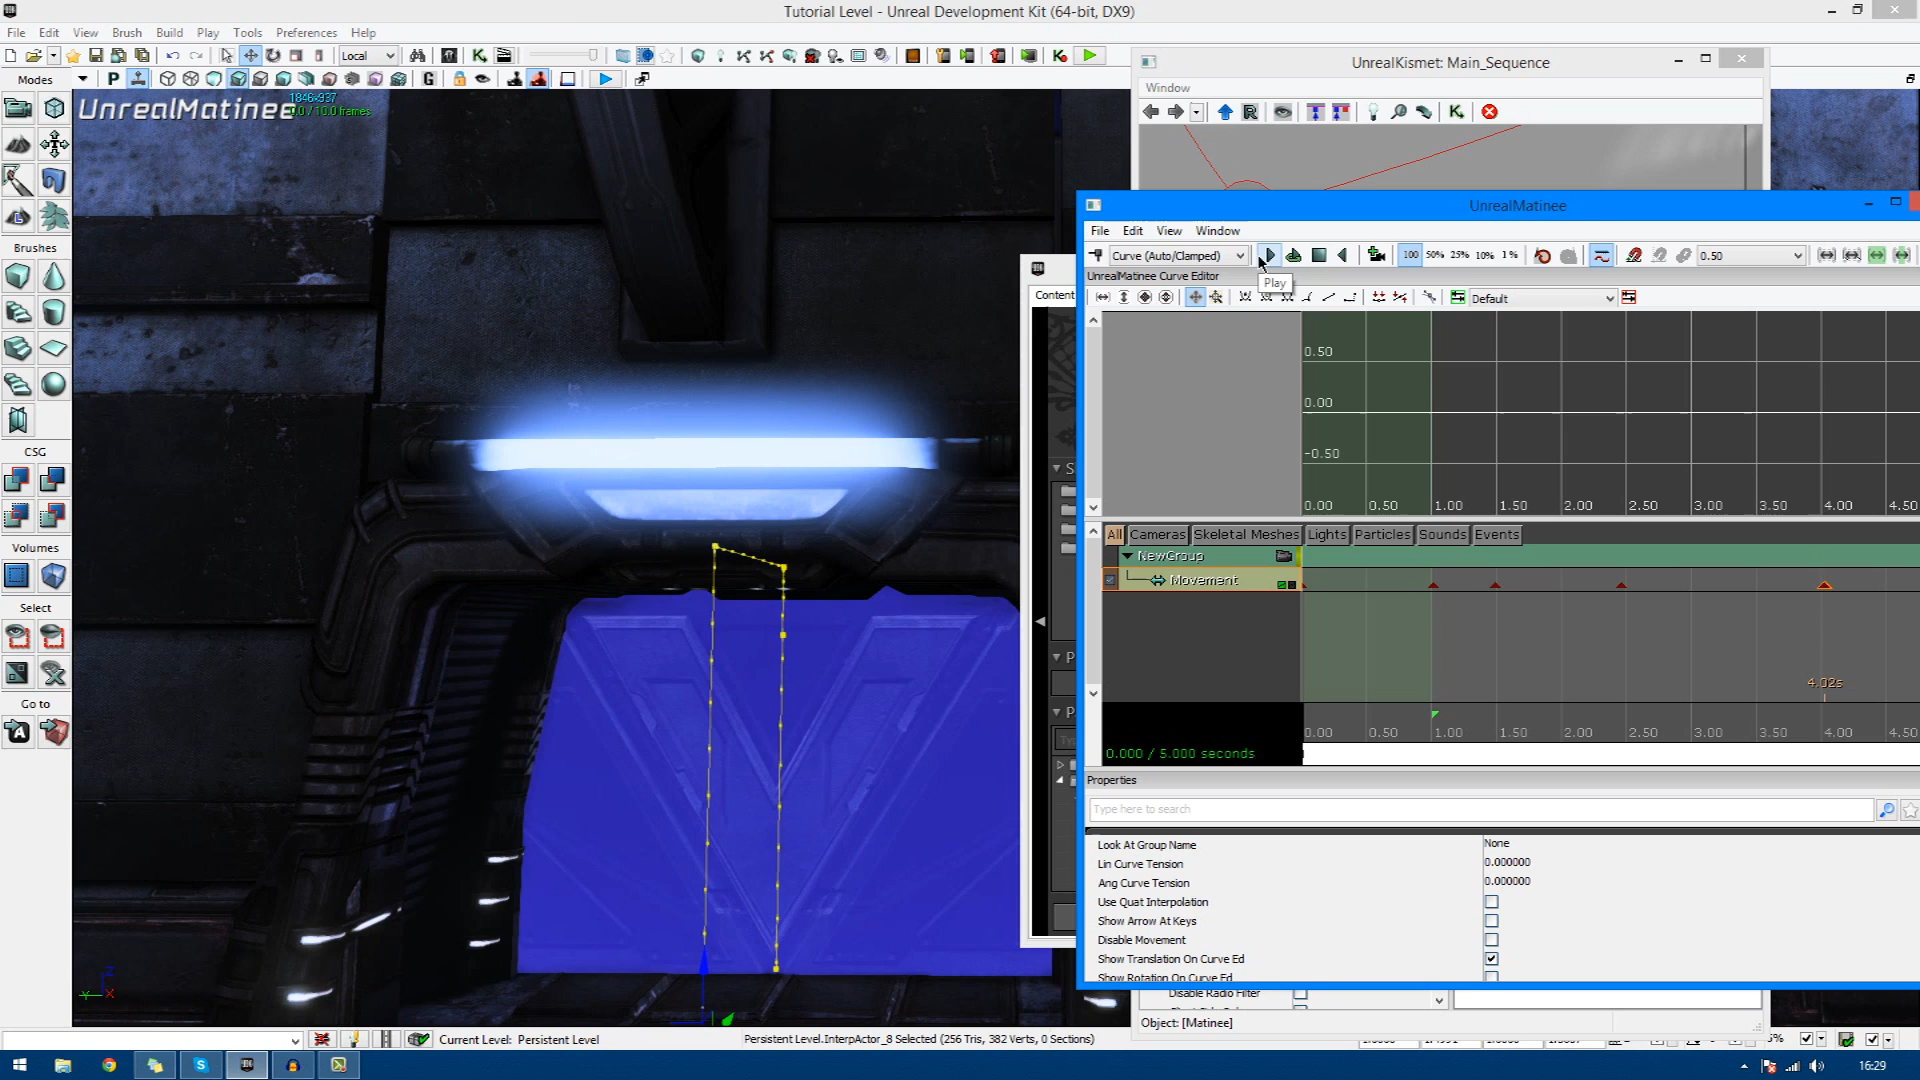 Tutorial Level - Unreal Development Kit (64-bit, DX9)
File Edit View Brush Build Play Tools Preferences Help
Local
Modes
UnrealMatinee
Brushes
CSG
Volumes
Select
Go to
UnrealKismet: Main_Sequence
Window
UnrealMatinee
File Edit View Window
Curve (Auto/Clamped) 100 50% 25% 10% 1% 0.50
UnrealMatinee Curve Editor
Play
Default
Content
0.50
0.00
-0.50
0.00 0.50 1.00 1.50 2.00 2.50 3.00 3.50 4.00 4.50
All Cameras Skeletal Meshes Lights Particles Sounds Events
NewGroup
Movement
4.02s
0.00 0.50 1.00 1.50 2.00 2.50 3.00 3.50 4.00 4.50
0.000 / 5.000 seconds
Properties
Type here to search
Look At Group Name None
Lin Curve Tension 0.000000
Ang Curve Tension 0.000000
Use Quat Interpolation
Show Arrow At Keys
Disable Movement
Show Translation On Curve Ed
Show Rotation On Curve Ed
Disable Radio Filter
Object: [Matinee]
Current Level: Persistent Level
Persistent Level.InterpActor_8 Selected (256 Tris, 382 Verts, 0 Sections)
16:29